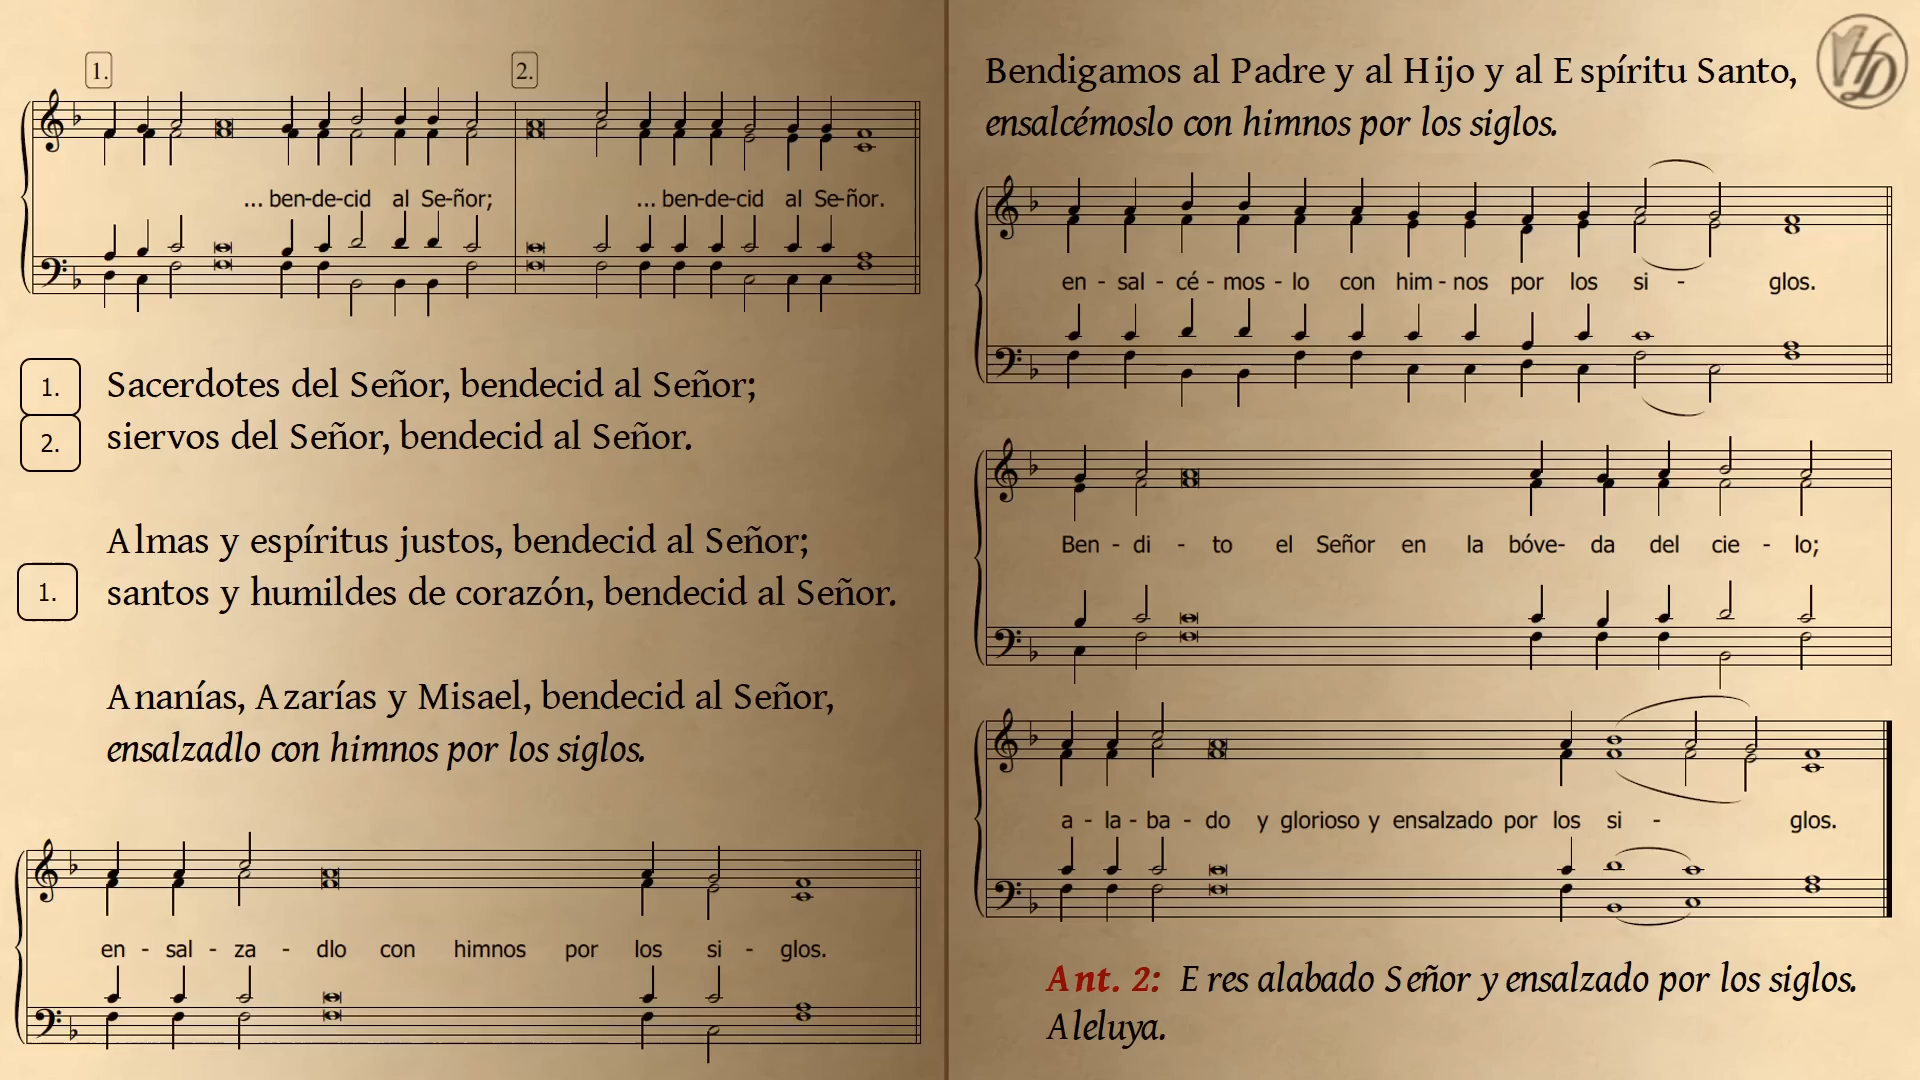 1. 2.
... ben-de-cid al Se-ñor; ... ben-de-cid al Se-ñor.
1. Sacerdotes del Señor, bendecid al Señor;
2. siervos del Señor, bendecid al Señor.
Almas y espíritus justos, bendecid al Señor;
1. santos y humildes de corazón, bendecid al Señor.
Ananías, Azarías y Misael, bendecid al Señor,
ensalzadlo con himnos por los siglos.
en - sal - za - dlo con himnos por los si - glos.
Bendigamos al Padre y al Hijo y al Espíritu Santo,
ensalcémoslo con himnos por los siglos.
en - sal - cé - mos - lo con him - nos por los si - glos.
Ben - di - to el Señor en la bóve- da del cie - lo;
a - la - ba - do y glorioso y ensalzado por los si - glos.
Ant. 2: Eres alabado Señor y ensalzado por los siglos.
Aleluya.
HD